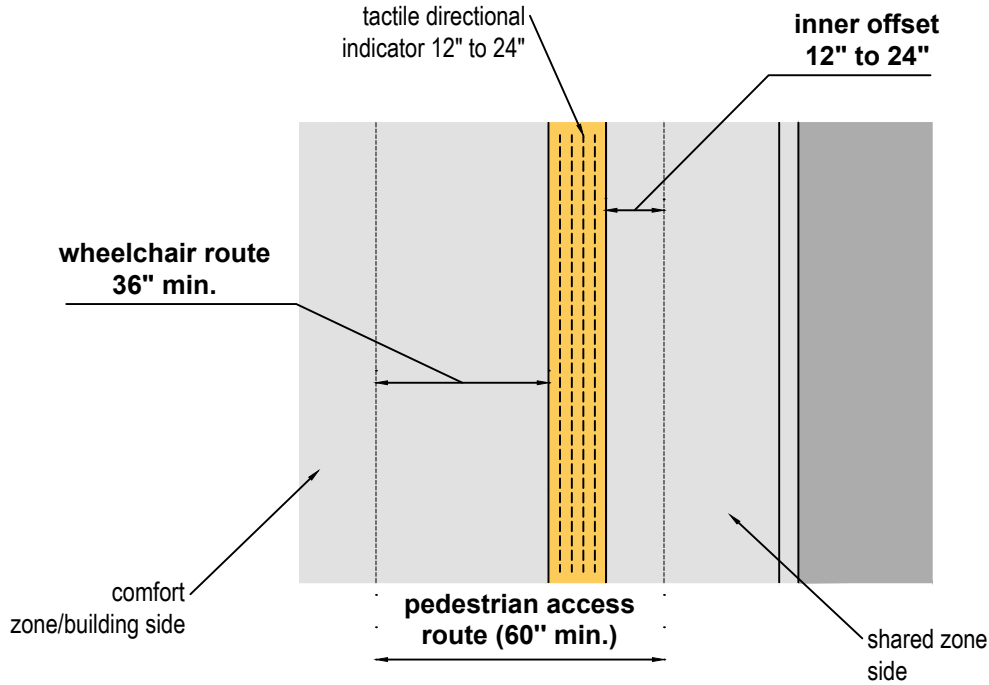 tactile directional
indicator 12" to 24"
inner offset
12" to 24"
wheelchair route
36" min.
comfort
zone/building side
pedestrian access
route (60" min.)
shared zone
side